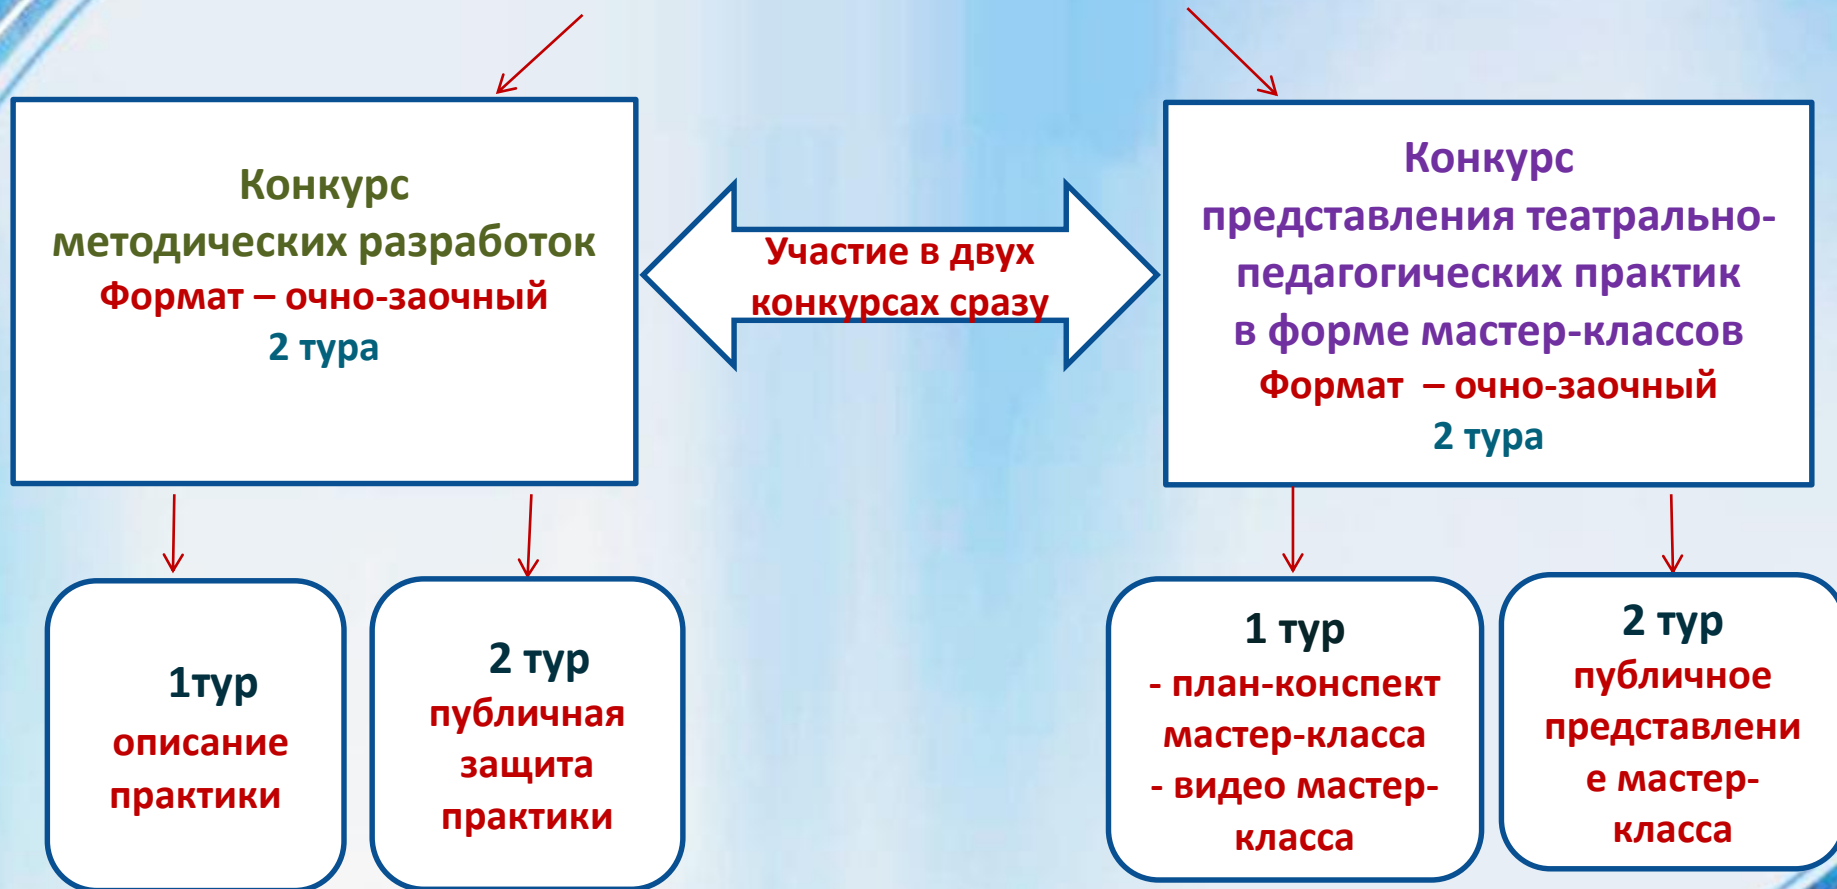 Конкурс
методических разработок
Формат – очно-заочный
2 тура
Участие в двух
конкурсах сразу
Конкурс
представления театрально-
педагогических практик
в форме мастер-классов
Формат – очно-заочный
2 тура
1тур
описание
практики
2 тур
публичная
защита
практики
1 тур
- план-конспект
мастер-класса
- видео мастер-
класса
2 тур
публичное
представлени
е мастер-
класса